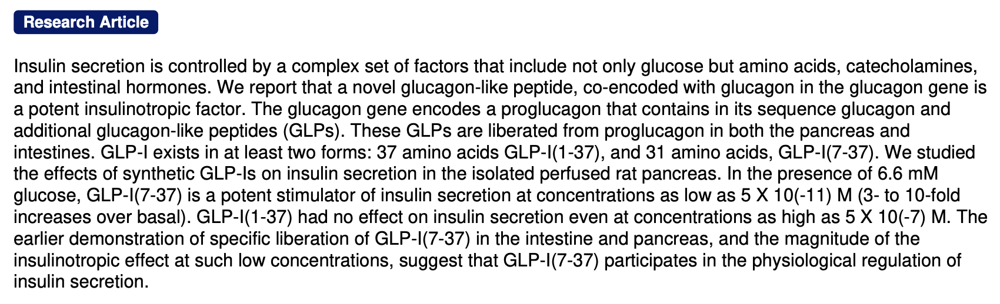 Research Article
Insulin secretion is controlled by a complex set of factors that include not only glucose but amino acids, catecholamines,
and intestinal hormones. We report that a novel glucagon-like peptide, co-encoded with glucagon in the glucagon gene is
a potent insulinotropic factor. The glucagon gene encodes a proglucagon that contains in its sequence glucagon and
additional glucagon-like peptides (GLPs). These GLPs are liberated from proglucagon in both the pancreas and
intestines. GLP-I exists in at least two forms: 37 amino acids GLP-I(1-37), and 31 amino acids, GLP-I(7-37). We studied
the effects of synthetic GLP-Is on insulin secretion in the isolated perfused rat pancreas. In the presence of 6.6 mM
glucose, GLP-I(7-37) is a potent stimulator of insulin secretion at concentrations as low as 5 X 10(-11) M (3- to 10-fold
increases over basal). GLP-I(1-37) had no effect on insulin secretion even at concentrations as high as 5 X 10(-7) M. The
earlier demonstration of specific liberation of GLP-I(7-37) in the intestine and pancreas, and the magnitude of the
insulinotropic effect at such low concentrations, suggest that GLP-I(7-37) participates in the physiological regulation of
insulin secretion.